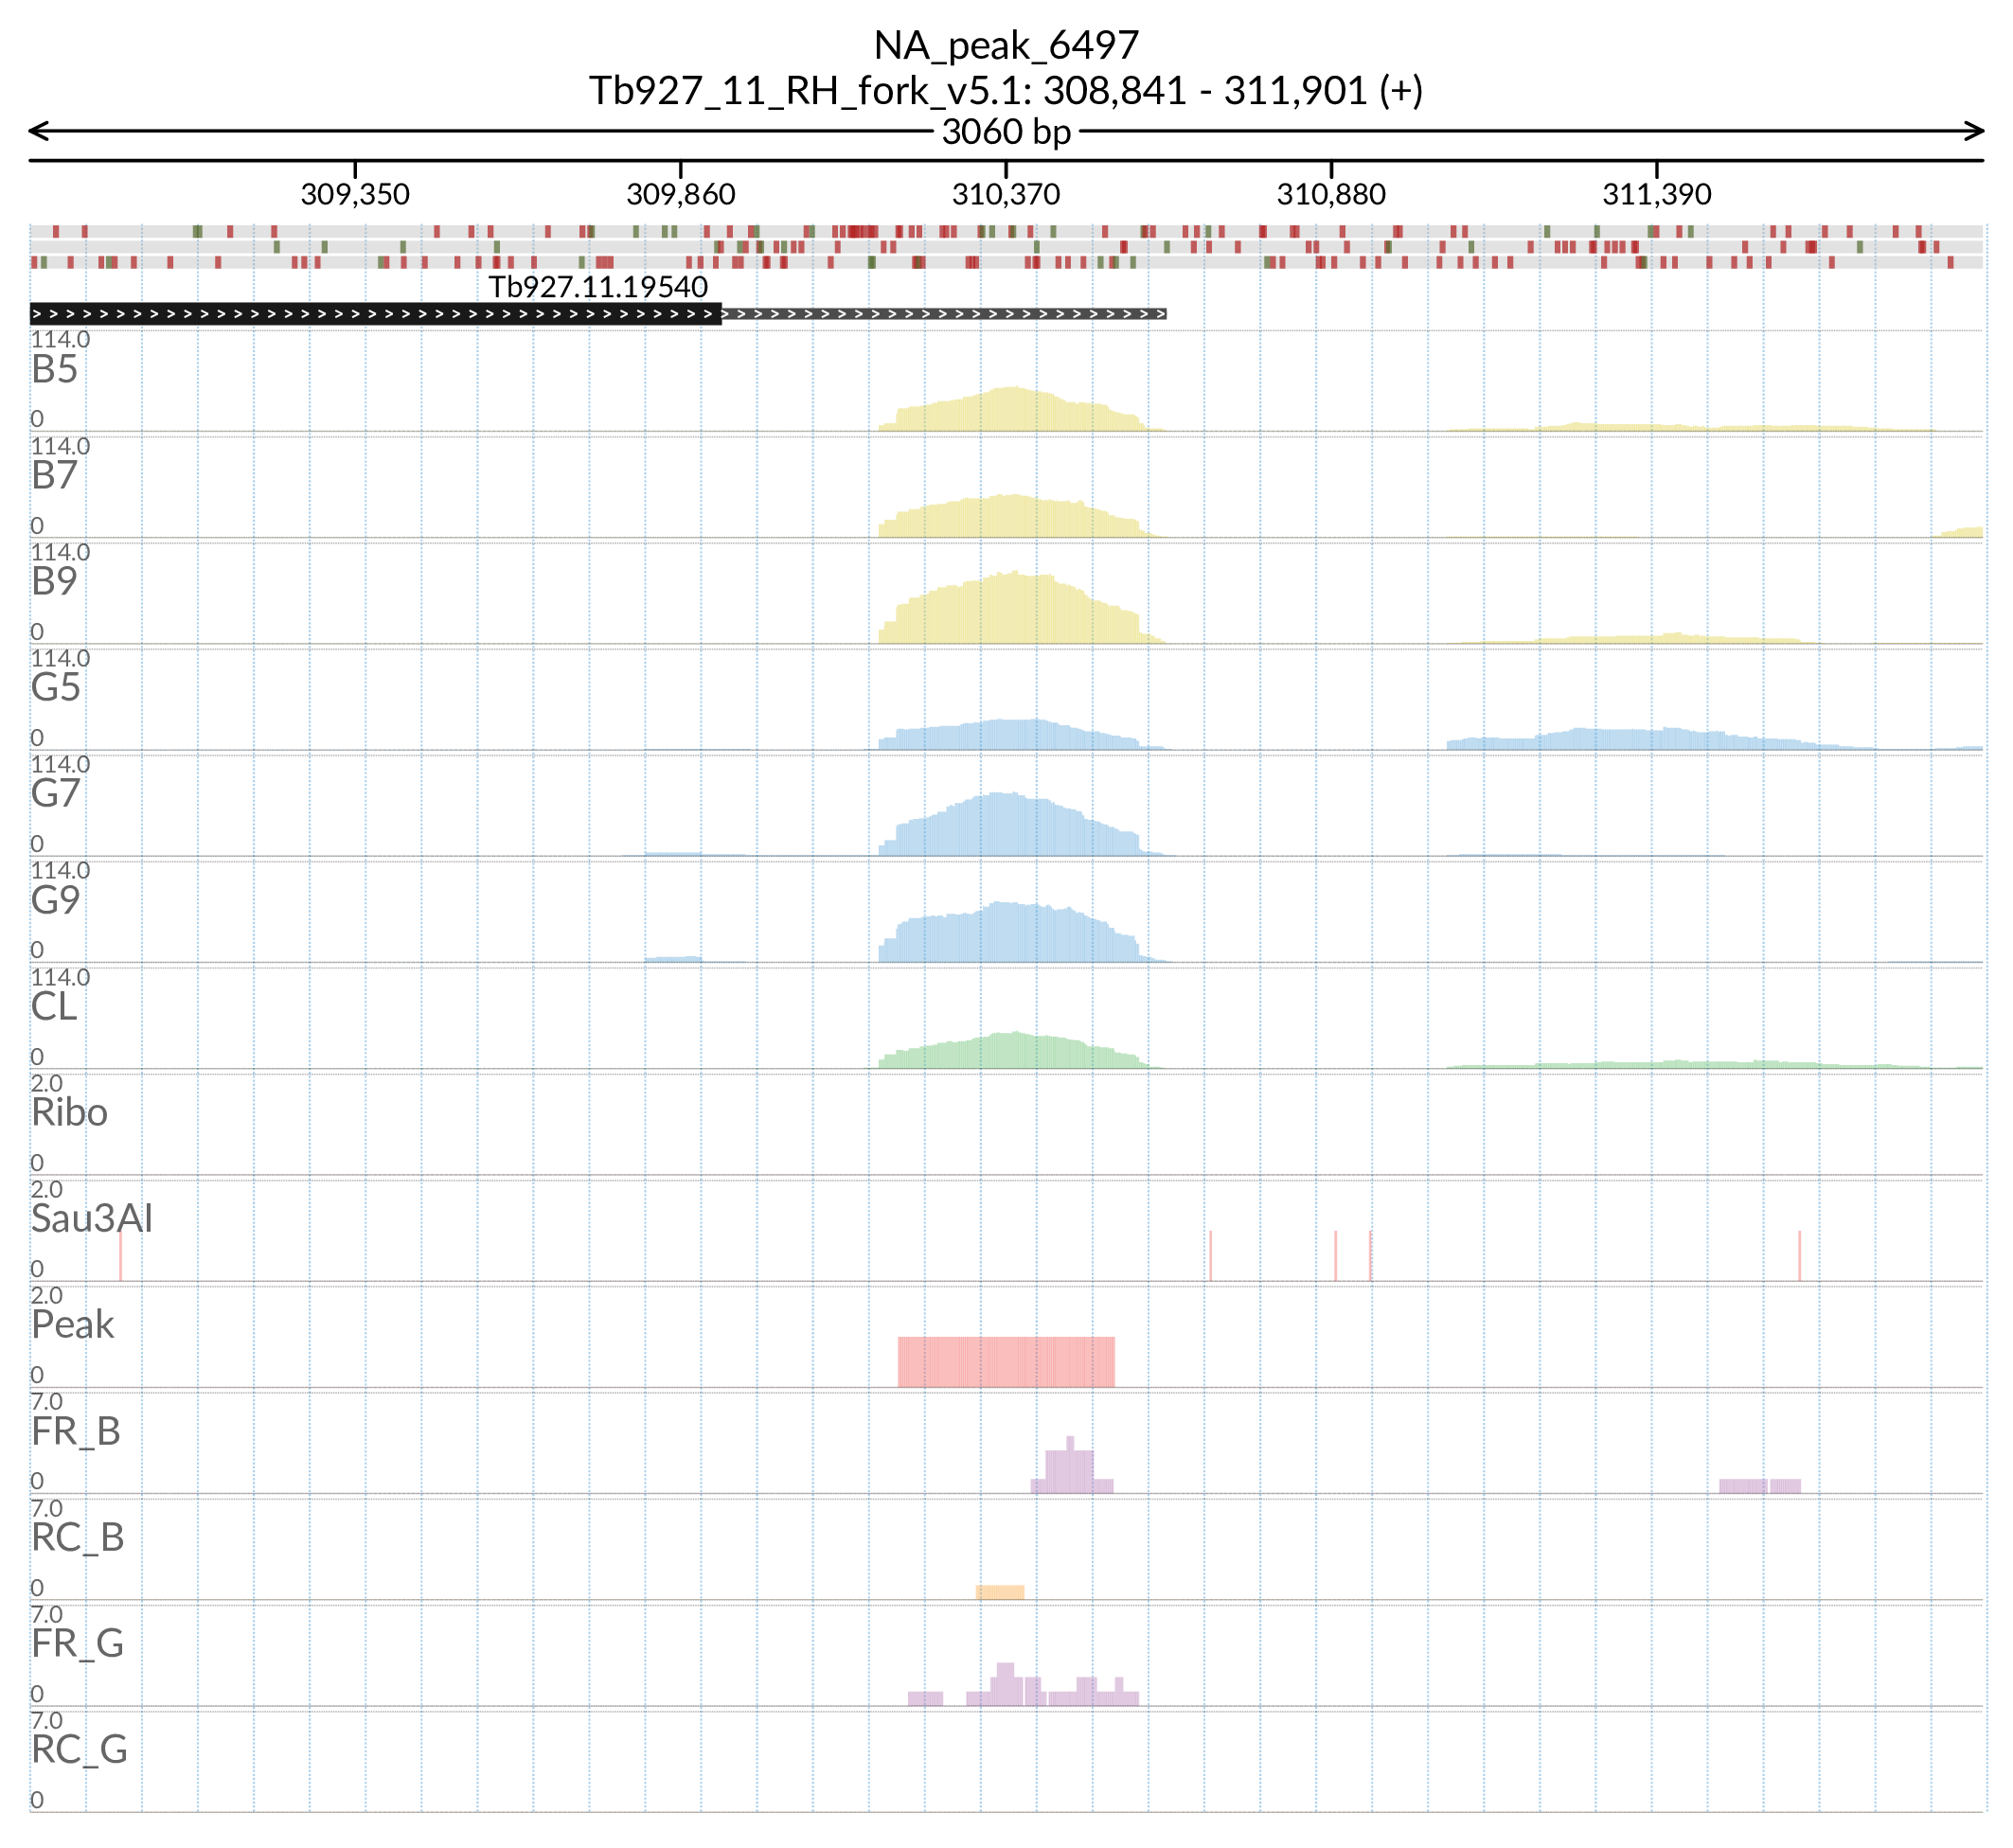 NA_peak_6497
Tb927_11_RH_fork_v5.1: 308,841 - 311,901 (+)
3060 bp
309,350 309,860 310,370 310,880 311,390
Tb927.11.19540
114.0
B5
0
114.0
B7
0
114.0
B9
0
114.0
G5
0
114.0
G7
0
114.0
G9
0
114.0
CL
0
2.0
Ribo
0
2.0
Sau3AI
0
2.0
Peak
0
7.0
FR_B
0
7.0
RC_B
0
7.0
FR_G
0
7.0
RC_G
0